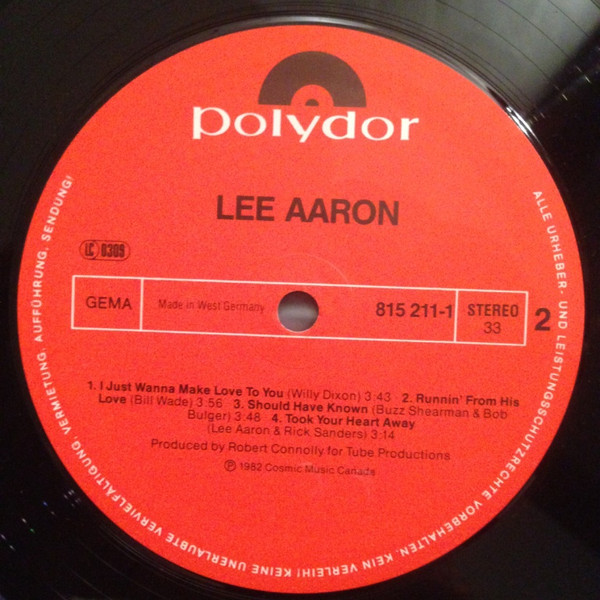 polydor
LEE AARON
LC 0309
GEMA
Made in West Germany
815 211-1
STEREO
33
2
1. I Just Wanna Make Love To You (Willy Dixon) 3:43 2. Runnin' From His
Love (Bill Wade) 3:56 3. Should Have Known (Buzz Shearman & Bob
Bulger) 3:48 4. Took Your Heart Away
(Lee Aaron & Rick Sanders) 3:14
Produced by Robert Connolly for Tube Productions
℗ 1982 Cosmic Music Canada
ALLE URHEBER- UND LEISTUNGSSCHUTZRECHTE VORBEHALTEN. KEIN VERLEIH! KEINE UNERLAUBTE VERVIELFÄLTIGUNG, VERMIETUNG, AUFFÜHRUNG, SENDUNG!